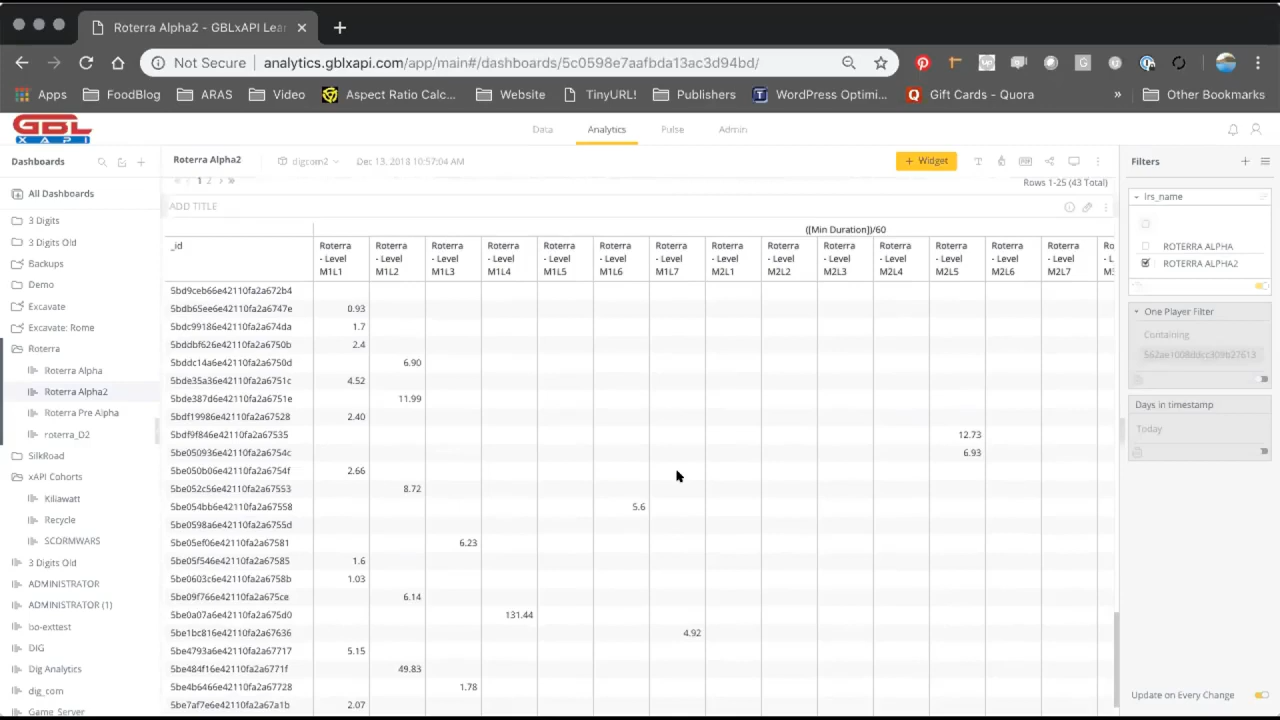 Roterra Alpha2 - GBLxAPI Lea
Not Secure analytics.gblxapi.com/app/main#/dashboards/5c0598e7aafbda13ac3d94bd/
Apps FoodBlog ARAS Video Aspect Ratio Calc... Website TinyURL! Publishers WordPress Optimi... Gift Cards - Quora » Other Bookmarks
GBL
XAPI
Data Analytics Pulse Admin
Dashboards
All Dashboards
3 Digits
3 Digits Old
Backups
Demo
Excavate
Excavate: Rome
Roterra
Roterra Alpha
Roterra Alpha2
Roterra Pre Alpha
roterra_D2
SilkRoad
xAPI Cohorts
Kiliawatt
Recycle
SCDRMWARS
3 Digits Old
ADMINISTRATOR
ADMINISTRATOR (1)
bo-exttest
DIG
Dig Analytics
dig_com
Game_Server
Roterra Alpha2 digcom2 Dec 13, 2018 10:57:04 AM + Widget
« ‹ 1 2 › » Rows 1-25 (43 Total)
ADD TITLE
([Min Duration])/60
_id
Roterra - Level M1L1
Roterra - Level M1L2
Roterra - Level M1L3
Roterra - Level M1L4
Roterra - Level M1L5
Roterra - Level M1L6
Roterra - Level M1L7
Roterra - Level M2L1
Roterra - Level M2L2
Roterra - Level M2L3
Roterra - Level M2L4
Roterra - Level M2L5
Roterra - Level M2L6
Roterra - Level M2L7
5bd9ceb66e42110fa2a672b4
5bdb65ee6e42110fa2a6747e 0.93
5bdc99186e42110fa2a674da 1.7
5bddbf626e42110fa2a6750b 2.4
5bddc14a6e42110fa2a6750d 6.90
5bde35a36e42110fa2a6751c 4.52
5bde387d6e42110fa2a6751e 11.99
5bdf19986e42110fa2a67528 2.40
5bdf9f846e42110fa2a67535 12.73
5be050936e42110fa2a6754c 6.93
5be050b06e42110fa2a6754f 2.66
5be052c56e42110fa2a67553 8.72
5be054bb6e42110fa2a67558 5.6
5be0598a6e42110fa2a6755d
5be05ef06e42110fa2a67581 6.23
5be05f546e42110fa2a67585 1.6
5be0603c6e42110fa2a6758b 1.03
5be09f766e42110fa2a675ce 6.14
5be0a07a6e42110fa2a675d0 131.44
5be1bc816e42110fa2a67636 4.92
5be4793a6e42110fa2a67717 5.15
5be484f16e42110fa2a6771f 49.83
5be4b6466e42110fa2a67728 1.78
5be7af7e6e42110fa2a67a1b 2.07
Filters
lrs_name
ROTERRA ALPHA
ROTERRA ALPHA2
One Player Filter
Containing
Days in timestamp
Today
Update on Every Change